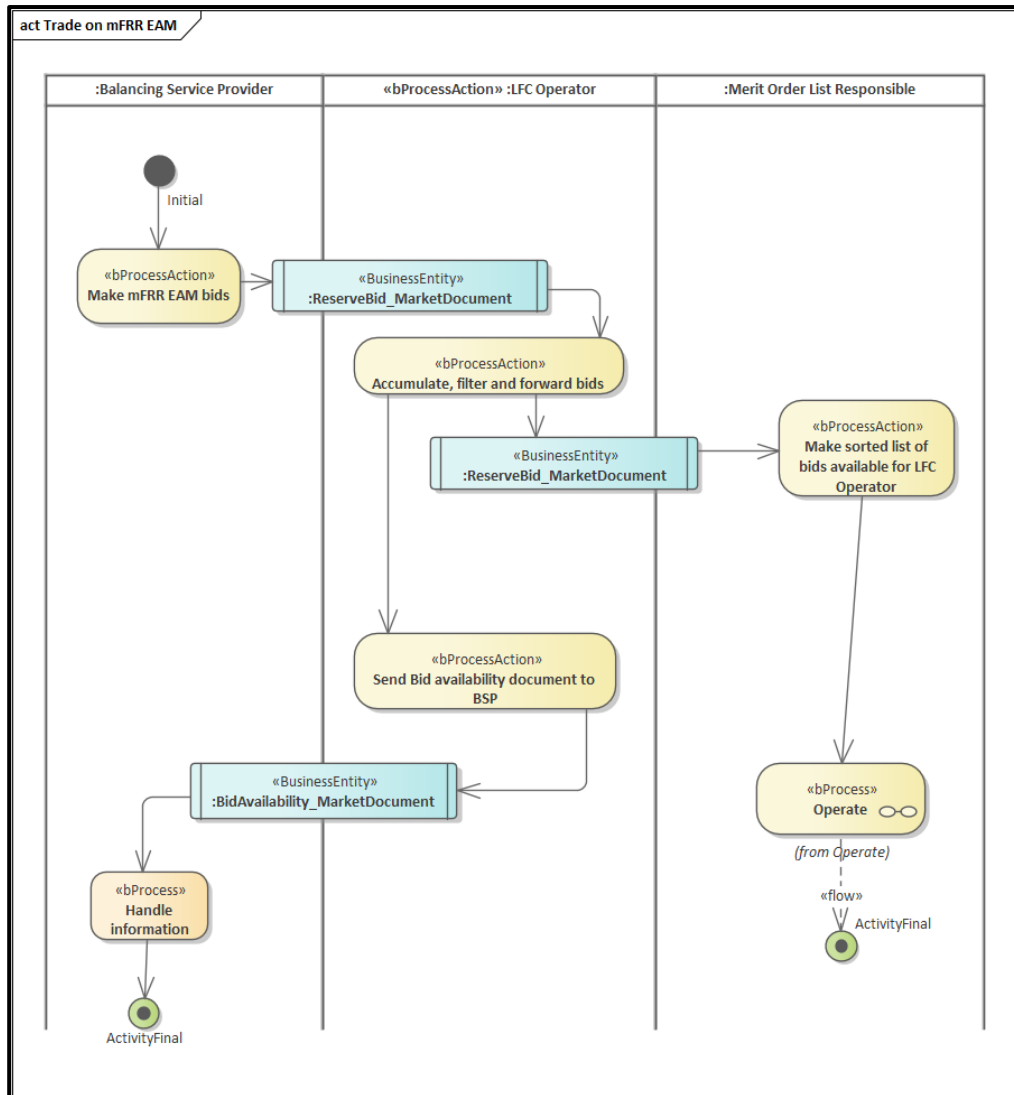 act Trade on mFRR EAM
:Balancing Service Provider
«bProcessAction» :LFC Operator
:Merit Order List Responsible
Initial
«bProcessAction»
Make mFRR EAM bids
«BusinessEntity»
:ReserveBid_MarketDocument
«bProcessAction»
Accumulate, filter and forward bids
«bProcessAction»
Make sorted list of
bids available for LFC
Operator
«BusinessEntity»
:ReserveBid_MarketDocument
«bProcessAction»
Send Bid availability document to
BSP
«BusinessEntity»
:BidAvailability_MarketDocument
«bProcess»
Operate
(from Operate)
«flow»
ActivityFinal
«bProcess»
Handle
information
ActivityFinal